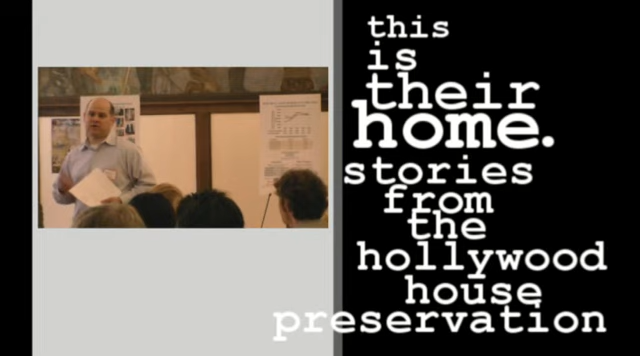 this
is
their
home.
stories
from
the
hollywood
house
preservation